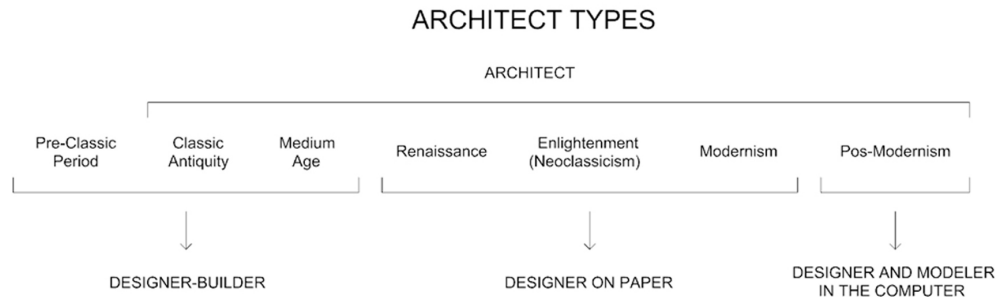 ARCHITECT TYPES
ARCHITECT
Pre-Classic
Period
Classic
Antiquity
Medium
Age
Renaissance
Enlightenment
(Neoclassicism)
Modernism
Pos-Modernism
DESIGNER-BUILDER
DESIGNER ON PAPER
DESIGNER AND MODELER
IN THE COMPUTER